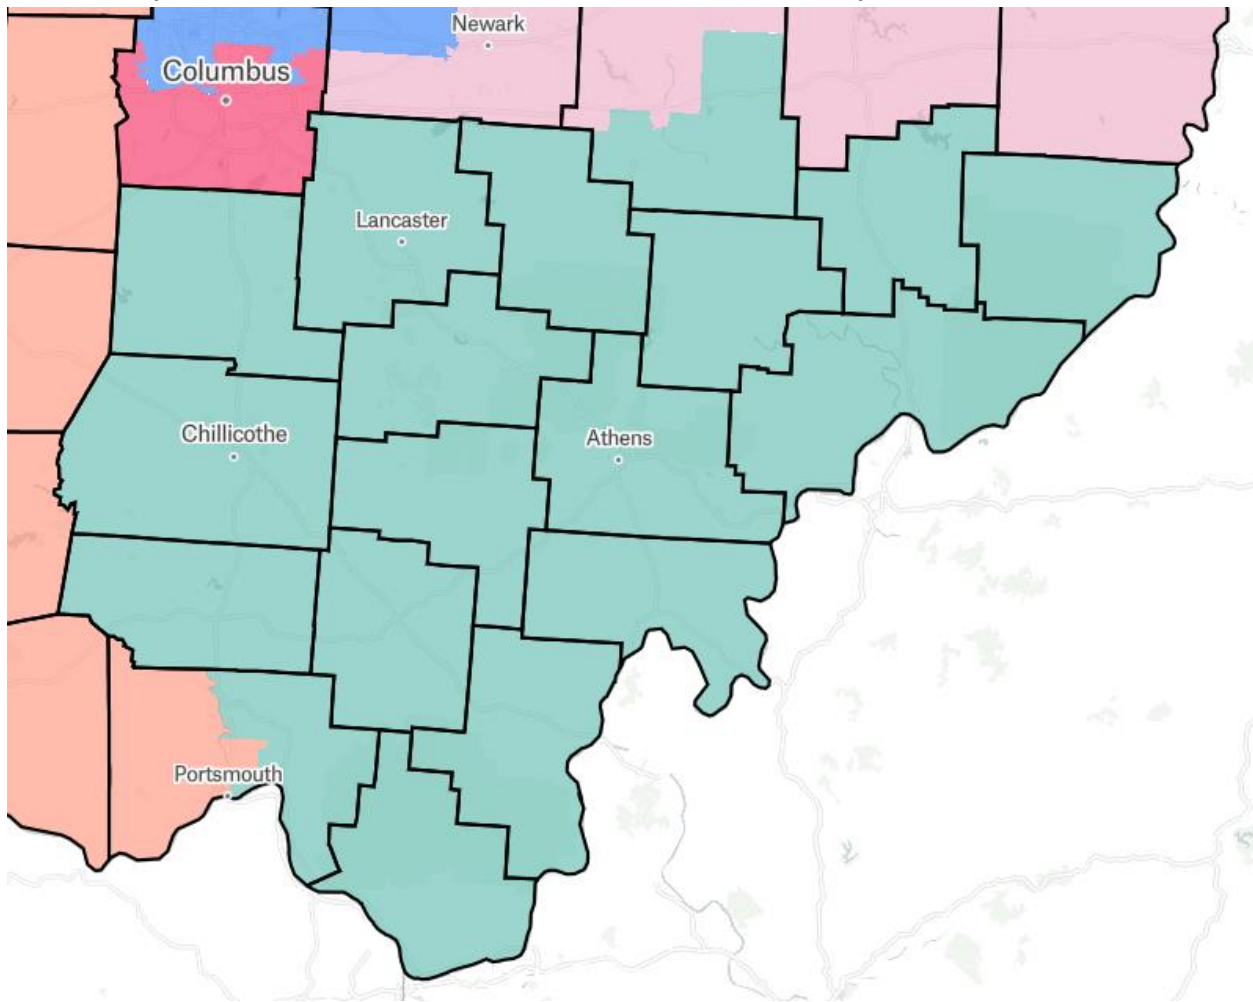 Newark
Columbus
Lancaster
Chillicothe
Athens
Portsmouth